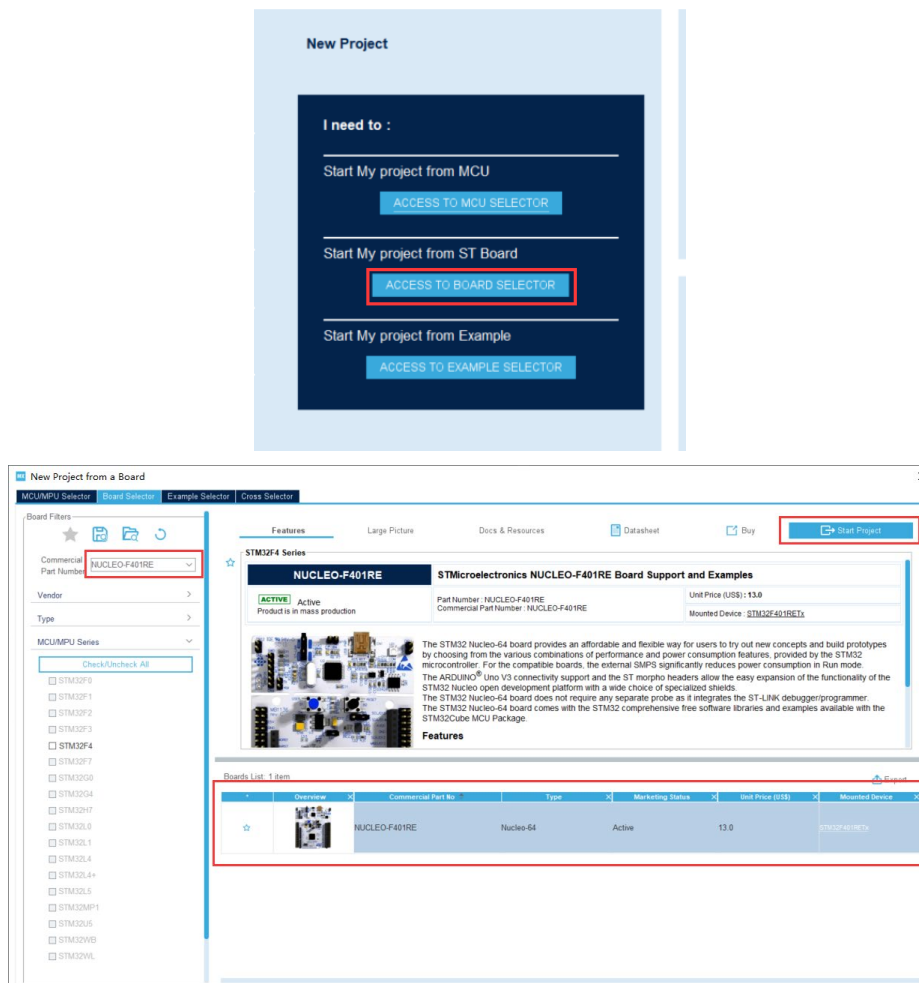 New Project
I need to :
Start My project from MCU
ACCESS TO MCU SELECTOR
Start My project from ST Board
ACCESS TO BOARD SELECTOR
Start My project from Example
ACCESS TO EXAMPLE SELECTOR
MX New Project from a Board
MCU/MPU Selector Board Selector Example Selector Cross Selector
Board Filters
Commercial
Part Number
NUCLEO-F401RE
Vendor
Type
MCU/MPU Series
Check/Uncheck All
STM32F0
STM32F1
STM32F2
STM32F3
STM32F4
STM32F7
STM32G0
STM32G4
STM32H7
STM32L0
STM32L1
STM32L4
STM32L4+
STM32L5
STM32MP1
STM32U5
STM32WB
STM32WL
Features Large Picture Docs & Resources Datasheet Buy Start Project
STM32F4 Series
NUCLEO-F401RE
STMicroelectronics NUCLEO-F401RE Board Support and Examples
ACTIVE Active
Product is in mass production
Part Number : NUCLEO-F401RE
Commercial Part Number : NUCLEO-F401RE
Unit Price (US$) : 13.0
Mounted Device : STM32F401RETx
The STM32 Nucleo-64 board provides an affordable and flexible way for users to try out new concepts and build prototypes
by choosing from the various combinations of performance and power consumption features, provided by the STM32
microcontroller. For the compatible boards, the external SMPS significantly reduces power consumption in Run mode.
The ARDUINO® Uno V3 connectivity support and the ST morpho headers allow the easy expansion of the functionality of the
STM32 Nucleo open development platform with a wide choice of specialized shields.
The STM32 Nucleo-64 board does not require any separate probe as it integrates the ST-LINK debugger/programmer.
The STM32 Nucleo-64 board comes with the STM32 comprehensive free software libraries and examples available with the
STM32Cube MCU Package.
Features
Boards List: 1 item
Export
* Overview Commercial Part No Type Marketing Status Unit Price (US$) Mounted Device
NUCLEO-F401RE Nucleo-64 Active 13.0 STM32F401RETx